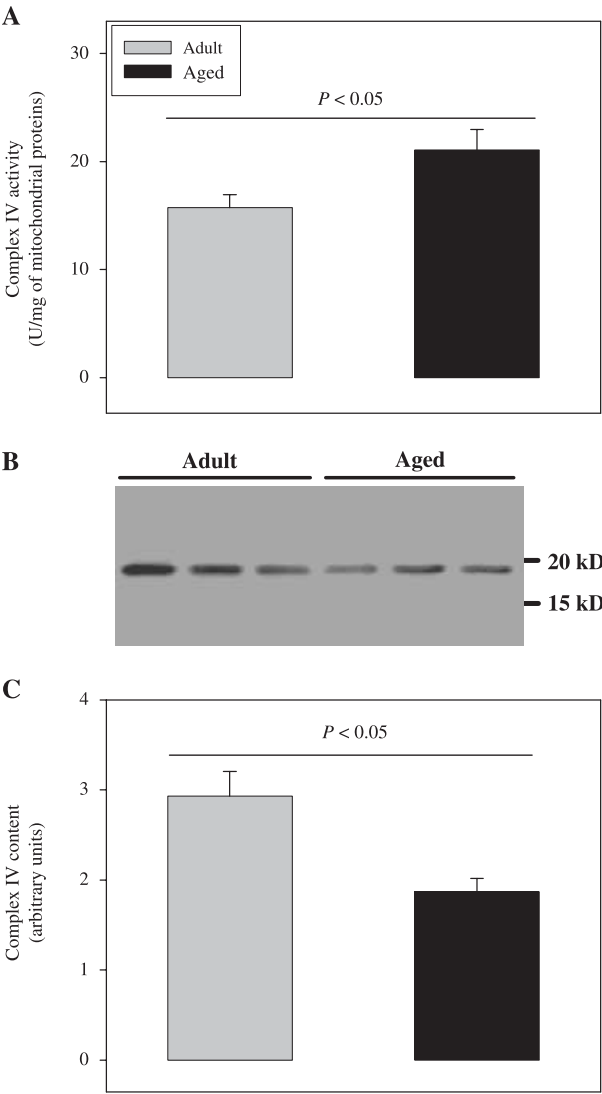 A
Adult
Aged
P < 0.05
30
20
10
0
Complex IV activity
(U/mg of mitochondrial proteins)
B
Adult
Aged
20 kD
15 kD
C
P < 0.05
4
3
2
1
0
Complex IV content
(arbitrary units)